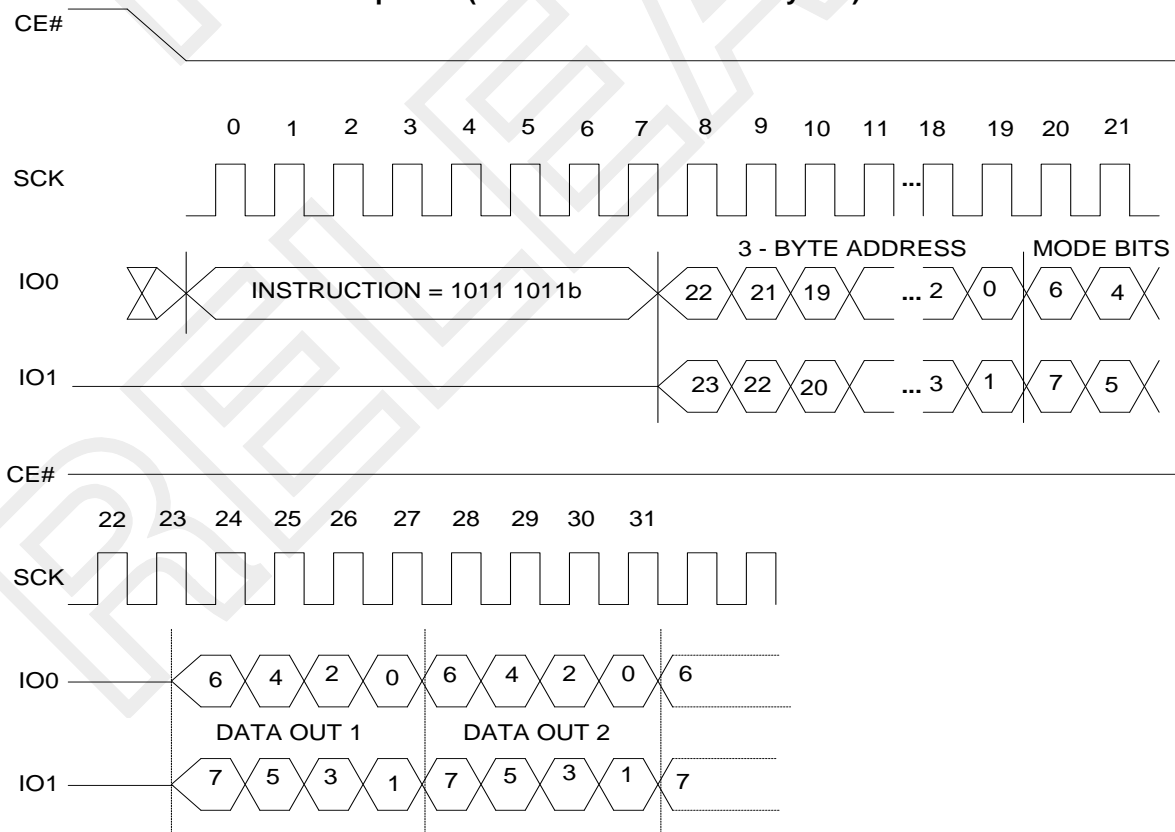 CE#
0 1 2 3 4 5 6 7 8 9 10 11 18 19 20 21
SCK ...
3 - BYTE ADDRESS MODE BITS
IO0 INSTRUCTION = 1011 1011b 22 21 19 ... 2 0 6 4
IO1 23 22 20 ... 3 1 7 5
CE#
22 23 24 25 26 27 28 29 30 31
SCK
IO0 6 4 2 0 6 4 2 0 6
DATA OUT 1 DATA OUT 2
IO1 7 5 3 1 7 5 3 1 7